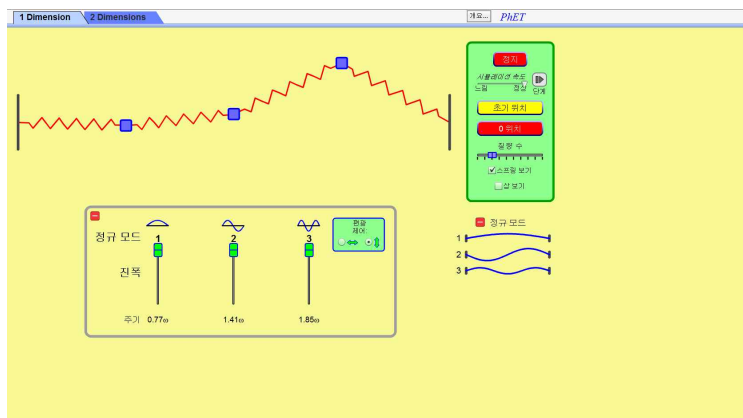 1 Dimension
2 Dimensions
개요...
PhET
정지
시뮬레이션 속도
느림
정상
단계
초기 위치
0 위치
질량 수
스프링 보기
상 보기
정규 모드
1
2
3
정규 모드
1
2
3
편광
제어:
진폭
주기
0.77ω
1.41ω
1.85ω